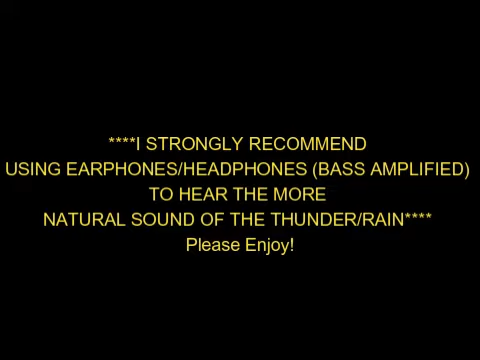 ****I STRONGLY RECOMMEND
USING EARPHONES/HEADPHONES (BASS AMPLIFIED)
TO HEAR THE MORE
NATURAL SOUND OF THE THUNDER/RAIN****
Please Enjoy!